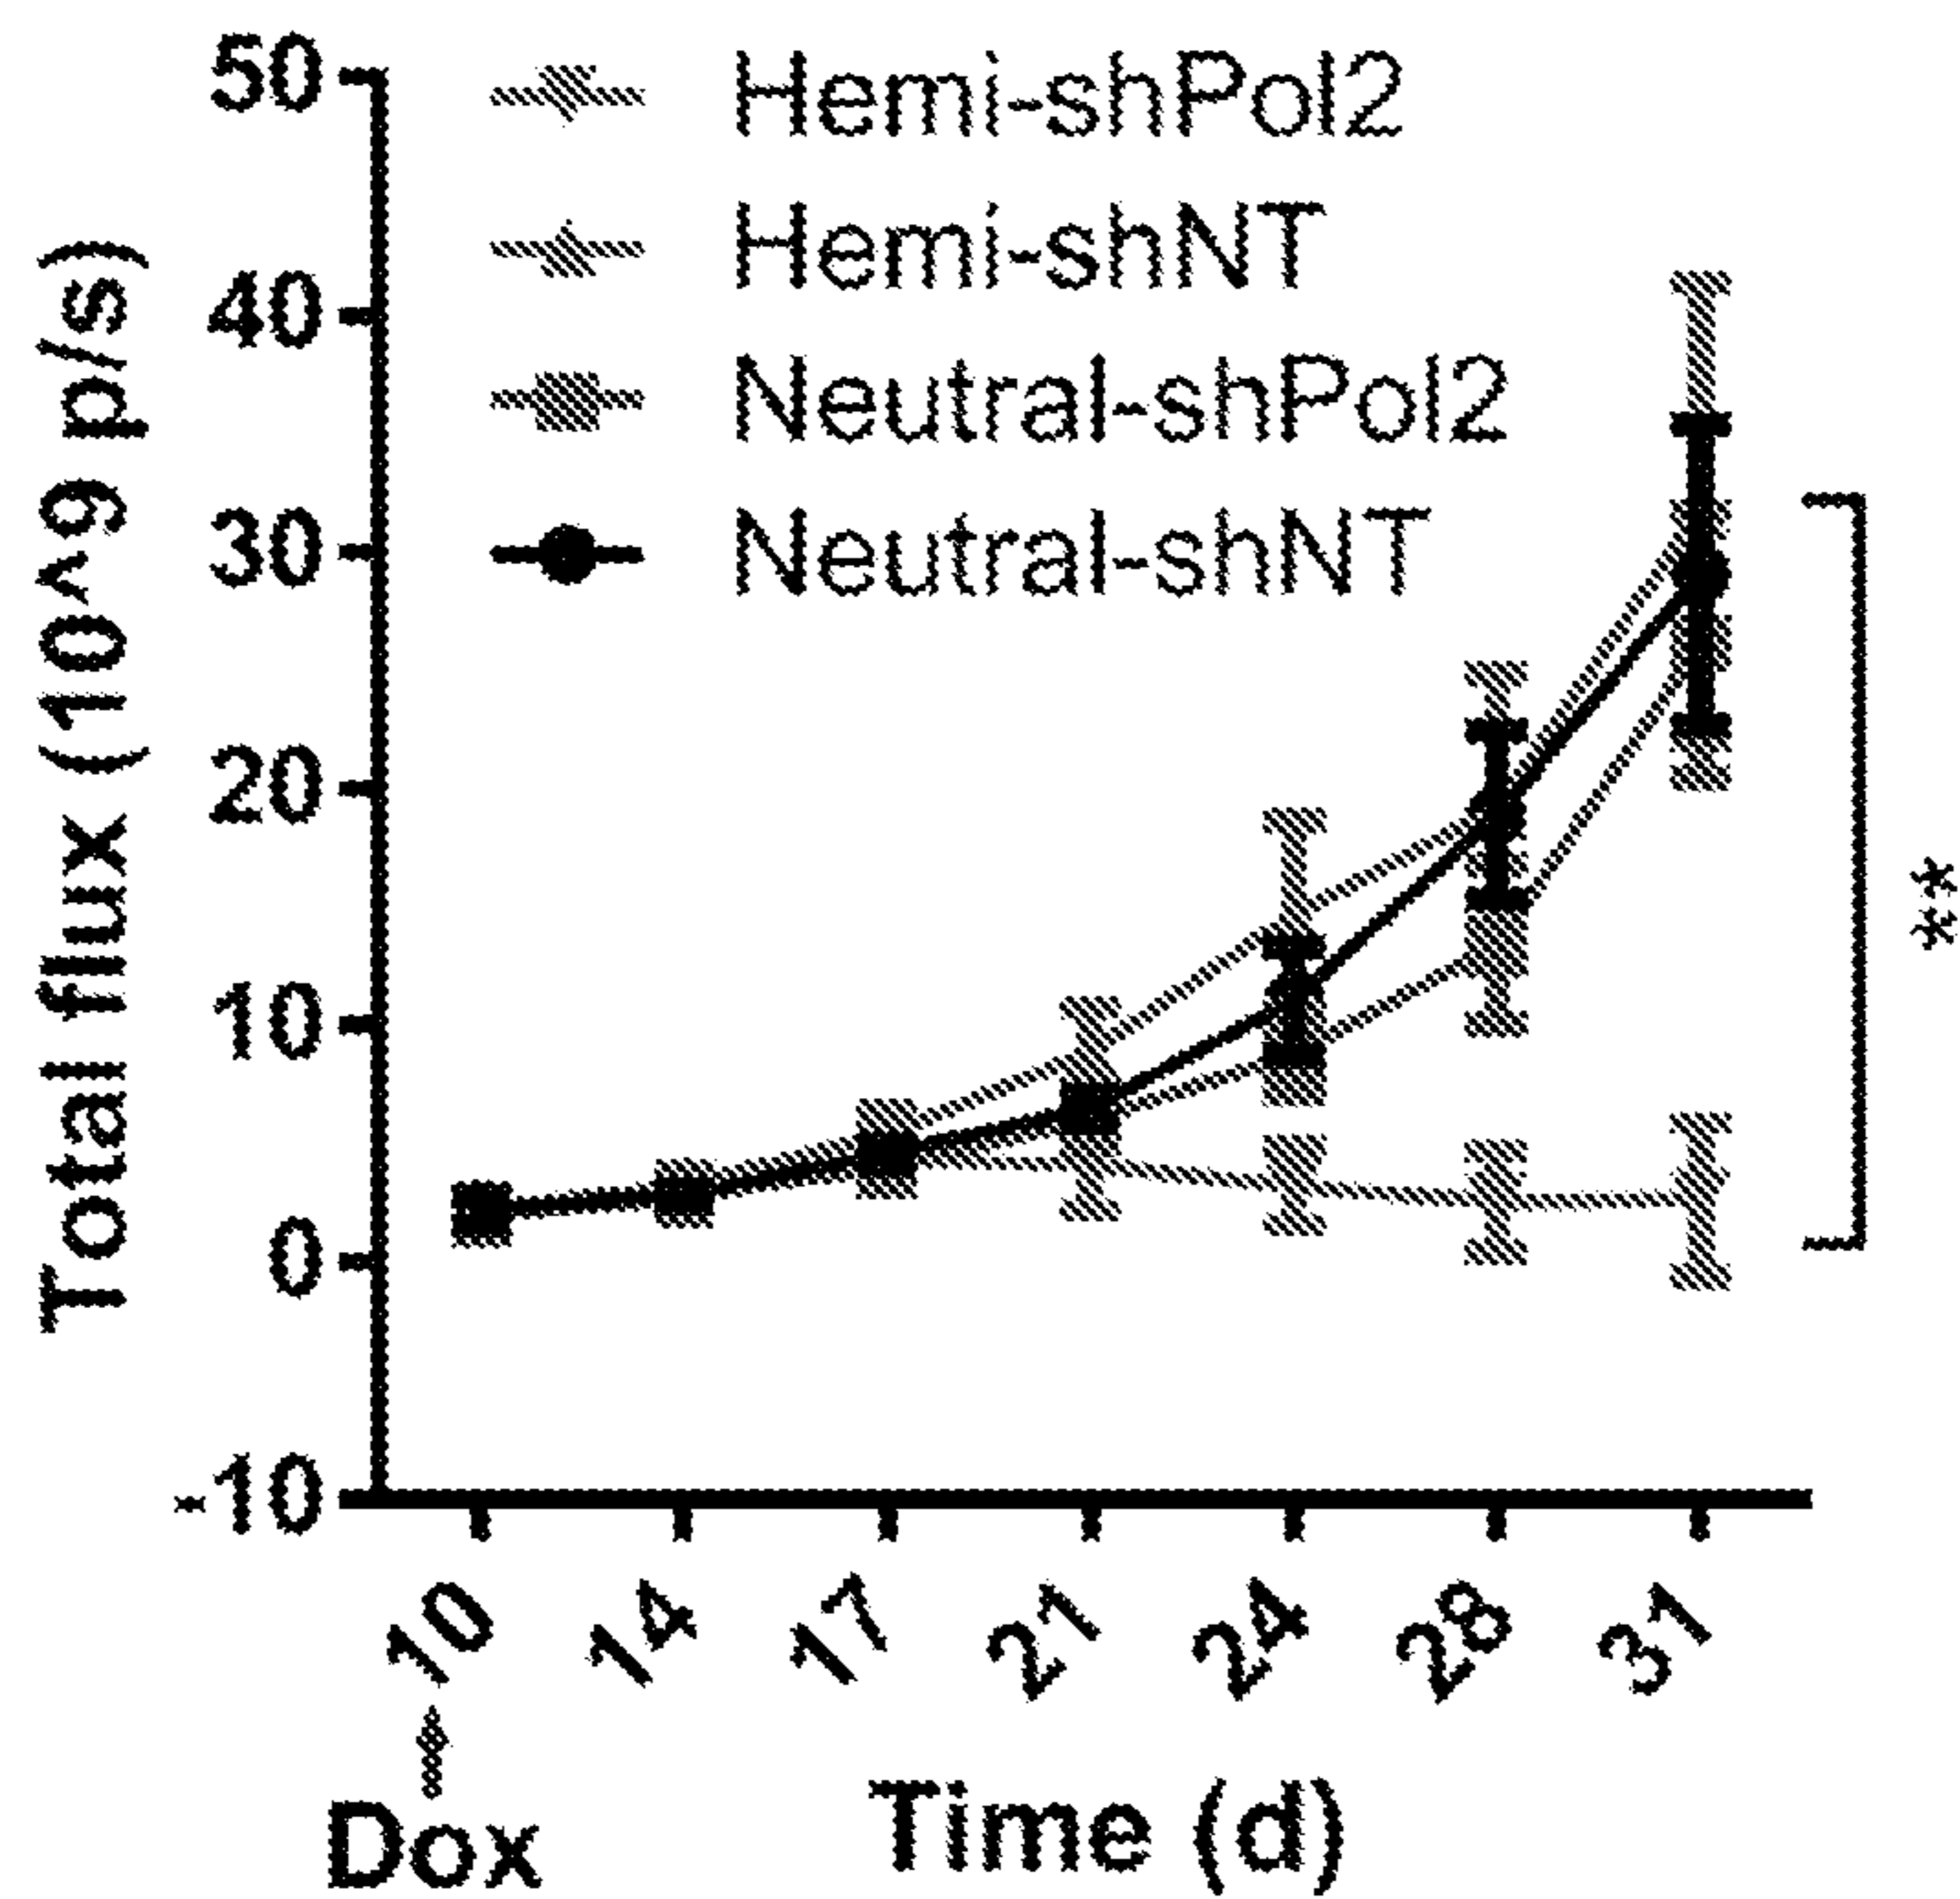 Total flux (10^9 p/s)
50
40
30
20
10
0
-10
Hemi-shPol2
Hemi-shNT
Neutral-shPol2
Neutral-shNT
**
10 14 17 21 24 28 31
Dox
Time (d)